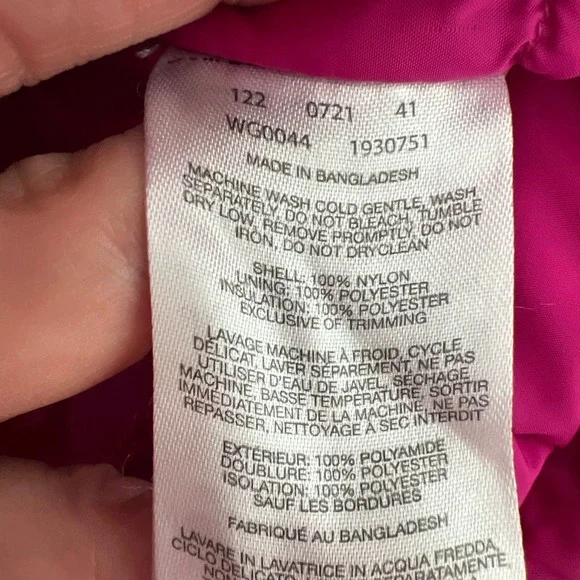 122 0721 41
WG0044 1930751
MADE IN BANGLADESH
MACHINE WASH COLD GENTLE, WASH
SEPARATELY, DO NOT BLEACH, TUMBLE
DRY LOW, REMOVE PROMPTLY, DO NOT
IRON, DO NOT DRYCLEAN
SHELL: 100% NYLON
LINING: 100% POLYESTER
INSULATION: 100% POLYESTER
EXCLUSIVE OF TRIMMING
LAVAGE MACHINE À FROID, CYCLE
DÉLICAT, LAVER SÉPARÉMENT, NE PAS
UTILISER D'EAU DE JAVEL, SÉCHAGE
MACHINE, BASSE TEMPÉRATURE, SORTIR
IMMÉDIATEMENT DE LA MACHINE, NE PAS
REPASSER, NETTOYAGE À SEC INTERDIT
EXTÉRIEUR: 100% POLYAMIDE
DOUBLURE: 100% POLYESTER
ISOLATION: 100% POLYESTER
SAUF LES BORDURES
FABRIQUÉ AU BANGLADESH
LAVARE IN LAVATRICE IN ACQUA FREDDA,
CICLO DELICATO